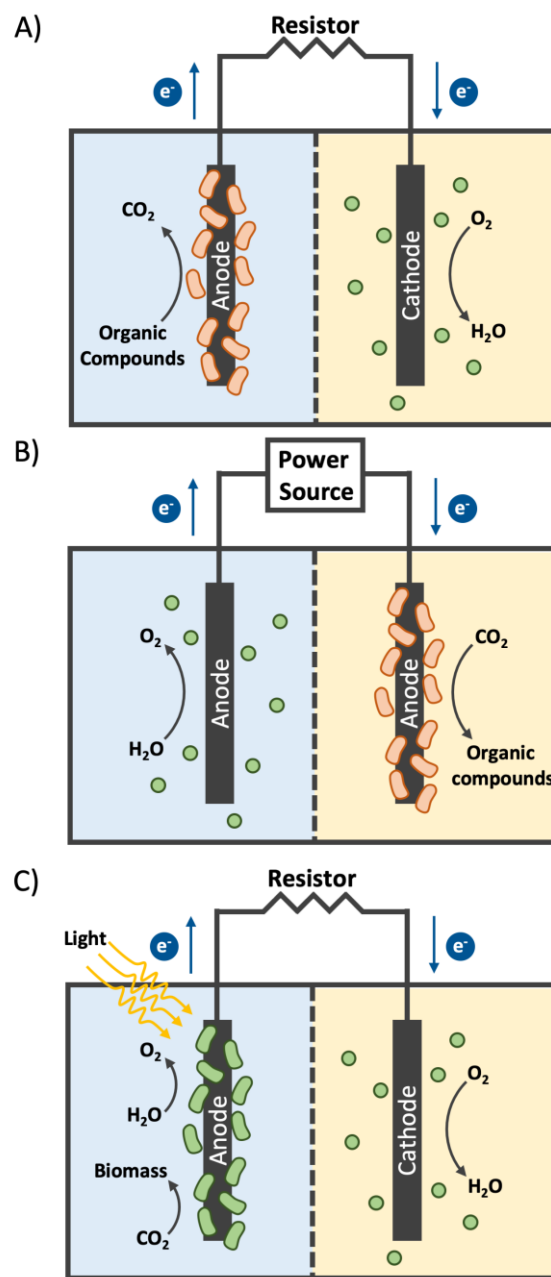 A)
Resistor
e-
e-
CO₂
Organic
Compounds
Anode
Cathode
O₂
H₂O
B)
Power
Source
e-
e-
O₂
H₂O
Anode
Anode
CO₂
Organic
compounds
C)
Resistor
Light
e-
e-
O₂
H₂O
Biomass
CO₂
Anode
Cathode
O₂
H₂O